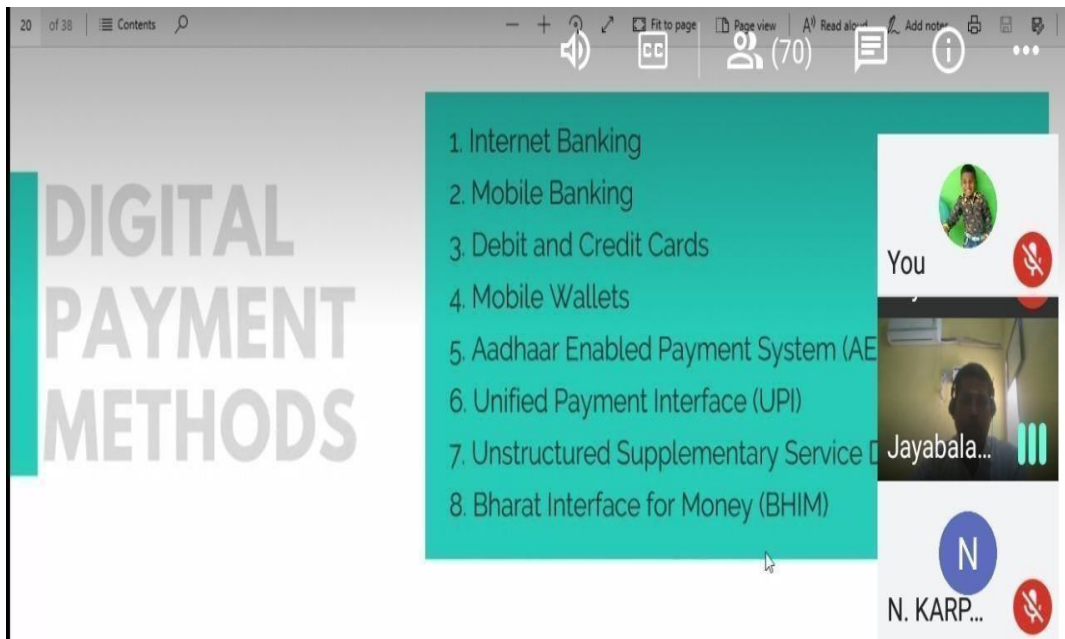 20 of 38 Contents Fit to page Page view Read aloud Add notes
CC (70)
DIGITAL
PAYMENT
METHODS
1. Internet Banking
2. Mobile Banking
3. Debit and Credit Cards
4. Mobile Wallets
5. Aadhaar Enabled Payment System (AE
6. Unified Payment Interface (UPI)
7. Unstructured Supplementary Service D
8. Bharat Interface for Money (BHIM)
You
Jayabala...
N
N. KARP...